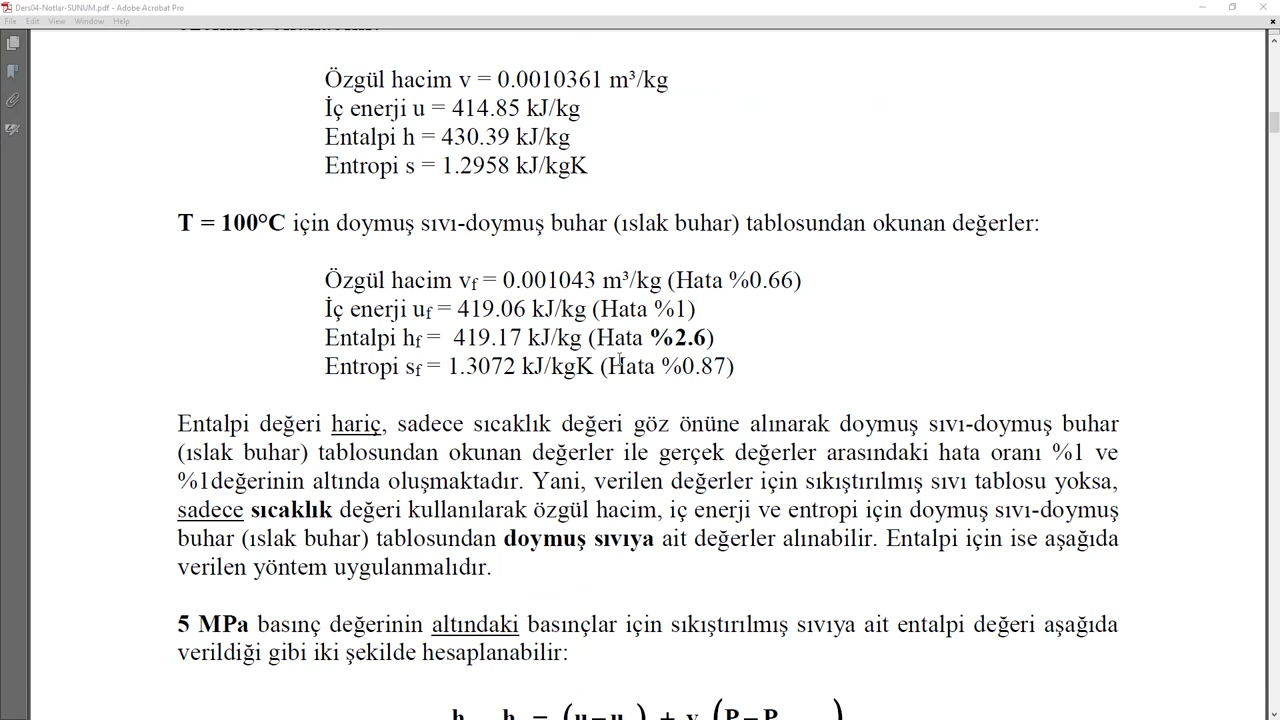 Ders04-Notlar-SUNUM.pdf - Adobe Acrobat Pro
File Edit View Window Help
Özgül hacim v = 0.0010361 m³/kg
İç enerji u = 414.85 kJ/kg
Entalpi h = 430.39 kJ/kg
Entropi s = 1.2958 kJ/kgK
T = 100°C için doymuş sıvı-doymuş buhar (ıslak buhar) tablosundan okunan değerler:
Özgül hacim vf = 0.001043 m³/kg (Hata %0.66)
İç enerji uf = 419.06 kJ/kg (Hata %1)
Entalpi hf = 419.17 kJ/kg (Hata %2.6)
Entropi sf = 1.3072 kJ/kgK (Hata %0.87)
Entalpi değeri hariç, sadece sıcaklık değeri göz önüne alınarak doymuş sıvı-doymuş buhar
(ıslak buhar) tablosundan okunan değerler ile gerçek değerler arasındaki hata oranı %1 ve
%1değerinin altında oluşmaktadır. Yani, verilen değerler için sıkıştırılmış sıvı tablosu yoksa,
sadece sıcaklık değeri kullanılarak özgül hacim, iç enerji ve entropi için doymuş sıvı-doymuş
buhar (ıslak buhar) tablosundan doymuş sıvıya ait değerler alınabilir. Entalpi için ise aşağıda
verilen yöntem uygulanmalıdır.
5 MPa basınç değerinin altındaki basınçlar için sıkıştırılmış sıvıya ait entalpi değeri aşağıda
verildiği gibi iki şekilde hesaplanabilir: